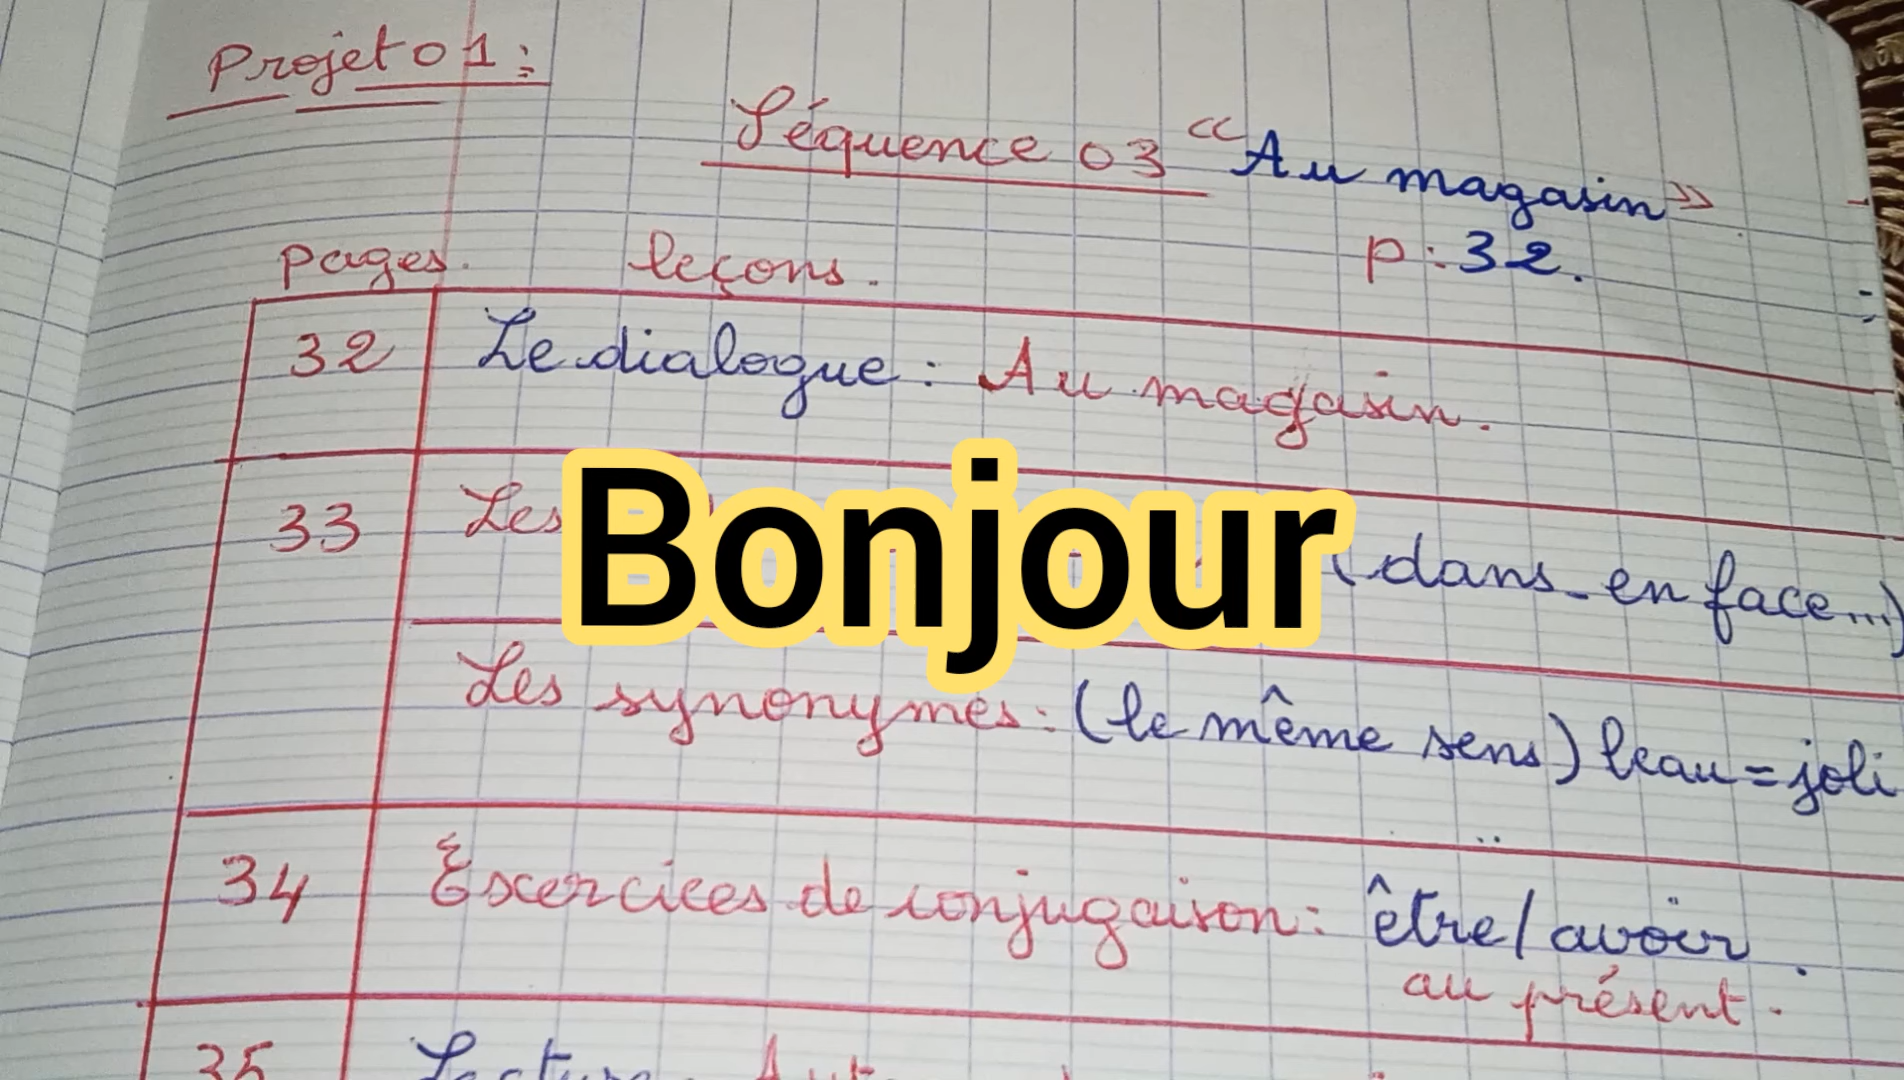 Projet 01:
Séquence 03 "Au magasin"
p: 32.
pages. leçons.
32 Le dialogue: Au magasin.
33 Les (dans en face...)
Bonjour
Les synonymes: (le même sens) beau = joli
34 Exercices de conjugaison: être / avoir
au présent.
35 Lecture: